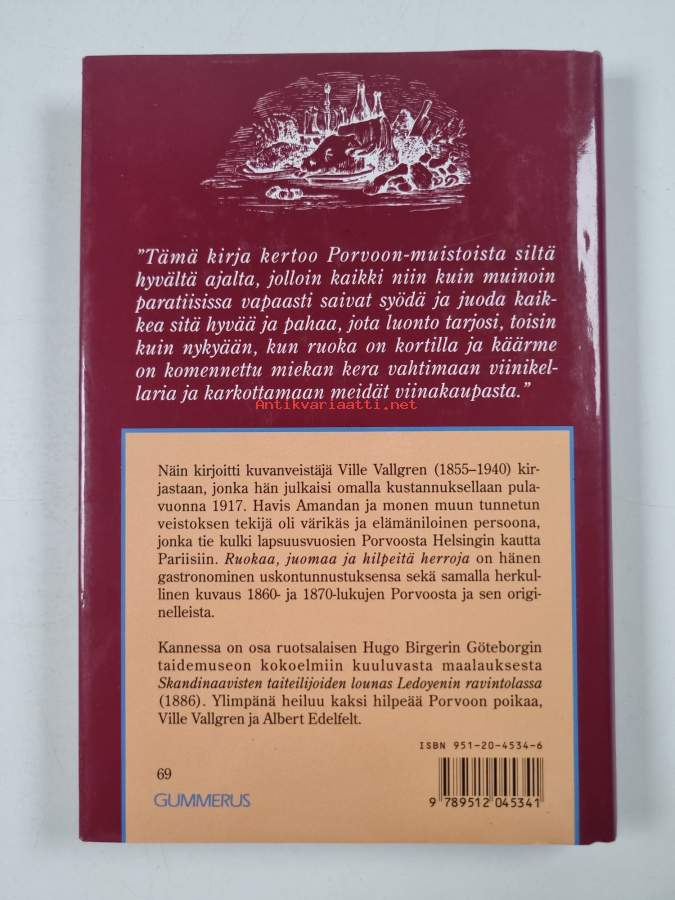 "Tämä kirja kertoo Porvoon-muistoista siltä
hyvältä ajalta, jolloin kaikki niin kuin muinoin
paratiisissa vapaasti saivat syödä ja juoda kaik-
kea sitä hyvää ja pahaa, jota luonto tarjosi, toisin
kuin nykyään, kun ruoka on kortilla ja käärme
on komennettu miekan kera vahtimaan viinikel-
laria ja karkottamaan meidät viinakaupasta."
Antikvariaatti.net
Näin kirjoitti kuvanveistäjä Ville Vallgren (1855–1940) kir-
jastaan, jonka hän julkaisi omalla kustannuksellaan pula-
vuonna 1917. Havis Amandan ja monen muun tunnetun
veistoksen tekijä oli värikäs ja elämäniloinen persoona,
jonka tie kulki lapsuusvuosien Porvoosta Helsingin kautta
Pariisiin. Ruokaa, juomaa ja hilpeitä herroja on hänen
gastronominen uskontunnustuksensa sekä samalla herkul-
linen kuvaus 1860- ja 1870-lukujen Porvoosta ja sen origi-
nelleista.
Kannessa on osa ruotsalaisen Hugo Birgerin Göteborgin
taidemuseon kokoelmiin kuuluvasta maalauksesta
Skandinaavisten taiteilijoiden lounas Ledoyenin ravintolassa
(1886). Ylimpänä heiluu kaksi hilpeää Porvoon poikaa,
Ville Vallgren ja Albert Edelfelt.
ISBN 951-20-4534-6
69
GUMMERUS
9 789512 045341